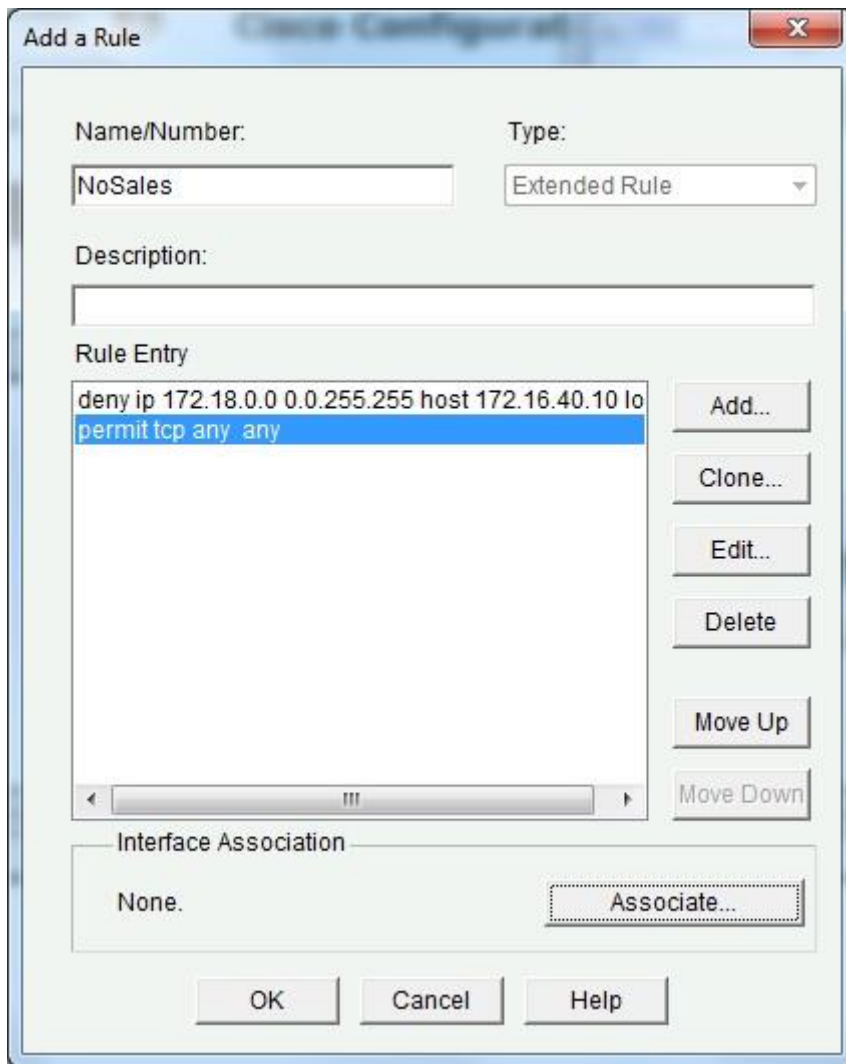 Add a Rule
Cisco Configurat
Name/Number:
Type:
NoSales
Extended Rule
Description:
Rule Entry
deny ip 172.18.0.0 0.0.255.255 host 172.16.40.10 lo
permit tcp any  any
Add...
Clone...
Edit...
Delete
Move Up
Move Down
Interface Association
None.
Associate...
OK
Cancel
Help